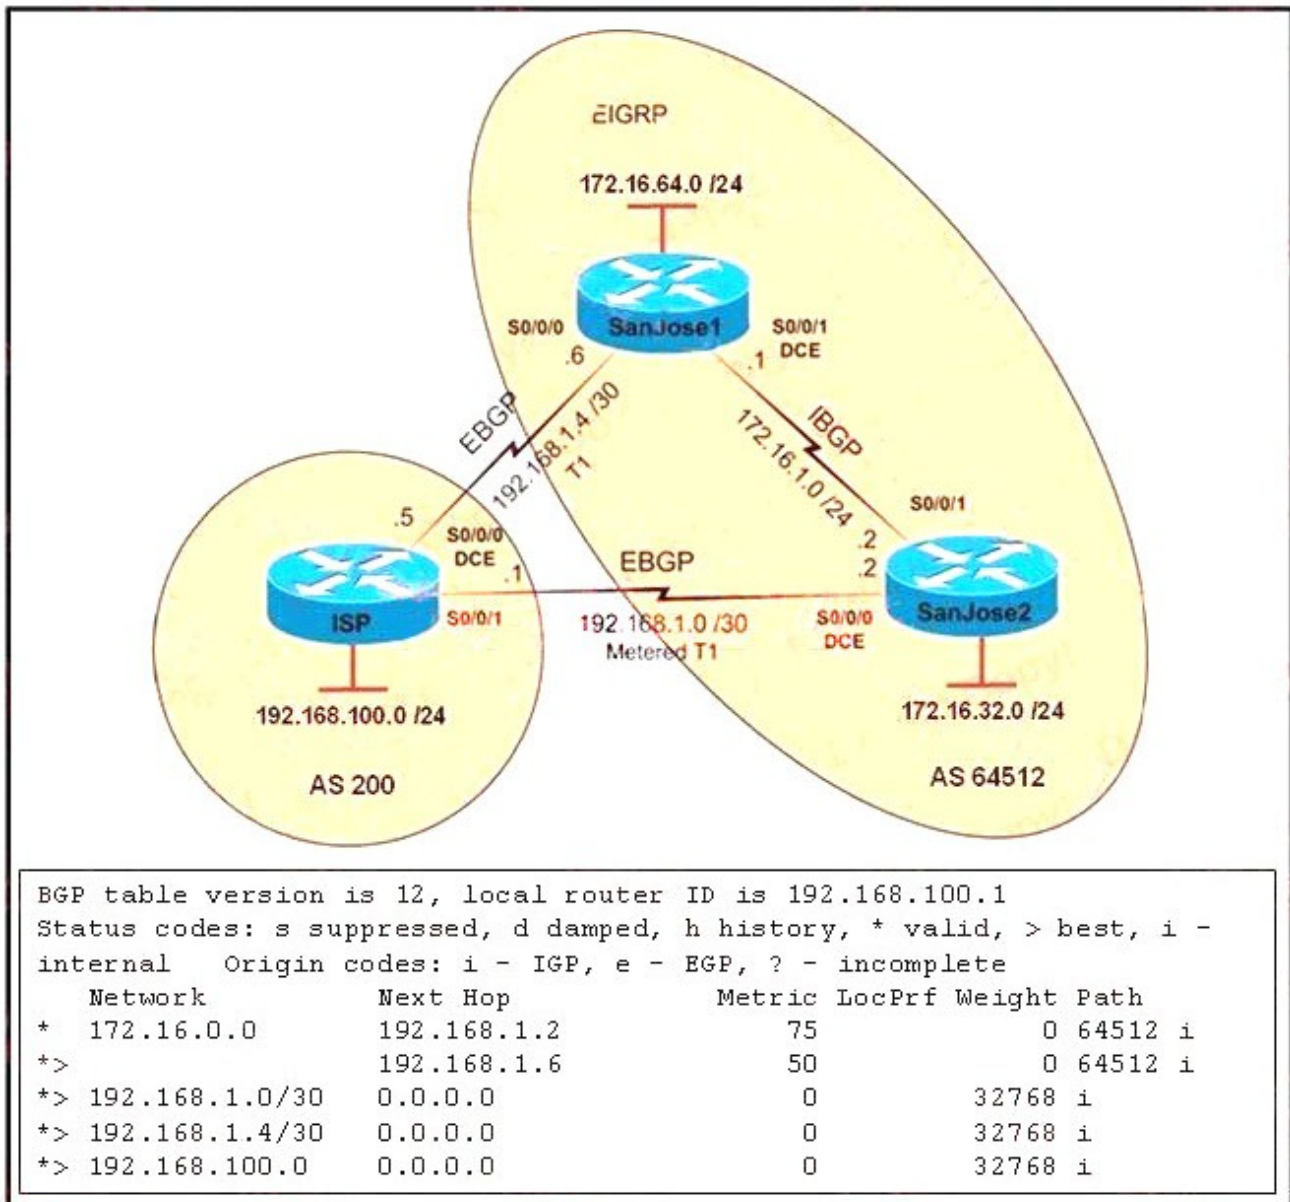 EIGRP
172.16.64.0 /24
SanJose1
S0/0/0
.6
S0/0/1
DCE
.1
EBGP
192.168.1.4 /30
T1
IBGP
172.16.1.0 /24
S0/0/1
.2
.2
.5
S0/0/0
DCE
.1
EBGP
ISP
S0/0/1
192.168.1.0 /30
Metered T1
S0/0/0
DCE
SanJose2
192.168.100.0 /24
172.16.32.0 /24
AS 200
AS 64512
BGP table version is 12, local router ID is 192.168.100.1
Status codes: s suppressed, d damped, h history, * valid, > best, i -
internal   Origin codes: i - IGP, e - EGP, ? - incomplete
Network Next Hop Metric LocPrf Weight Path
* 172.16.0.0 192.168.1.2 75 0 64512 i
*> 192.168.1.6 50 0 64512 i
*> 192.168.1.0/30 0.0.0.0 0 32768 i
*> 192.168.1.4/30 0.0.0.0 0 32768 i
*> 192.168.100.0 0.0.0.0 0 32768 i